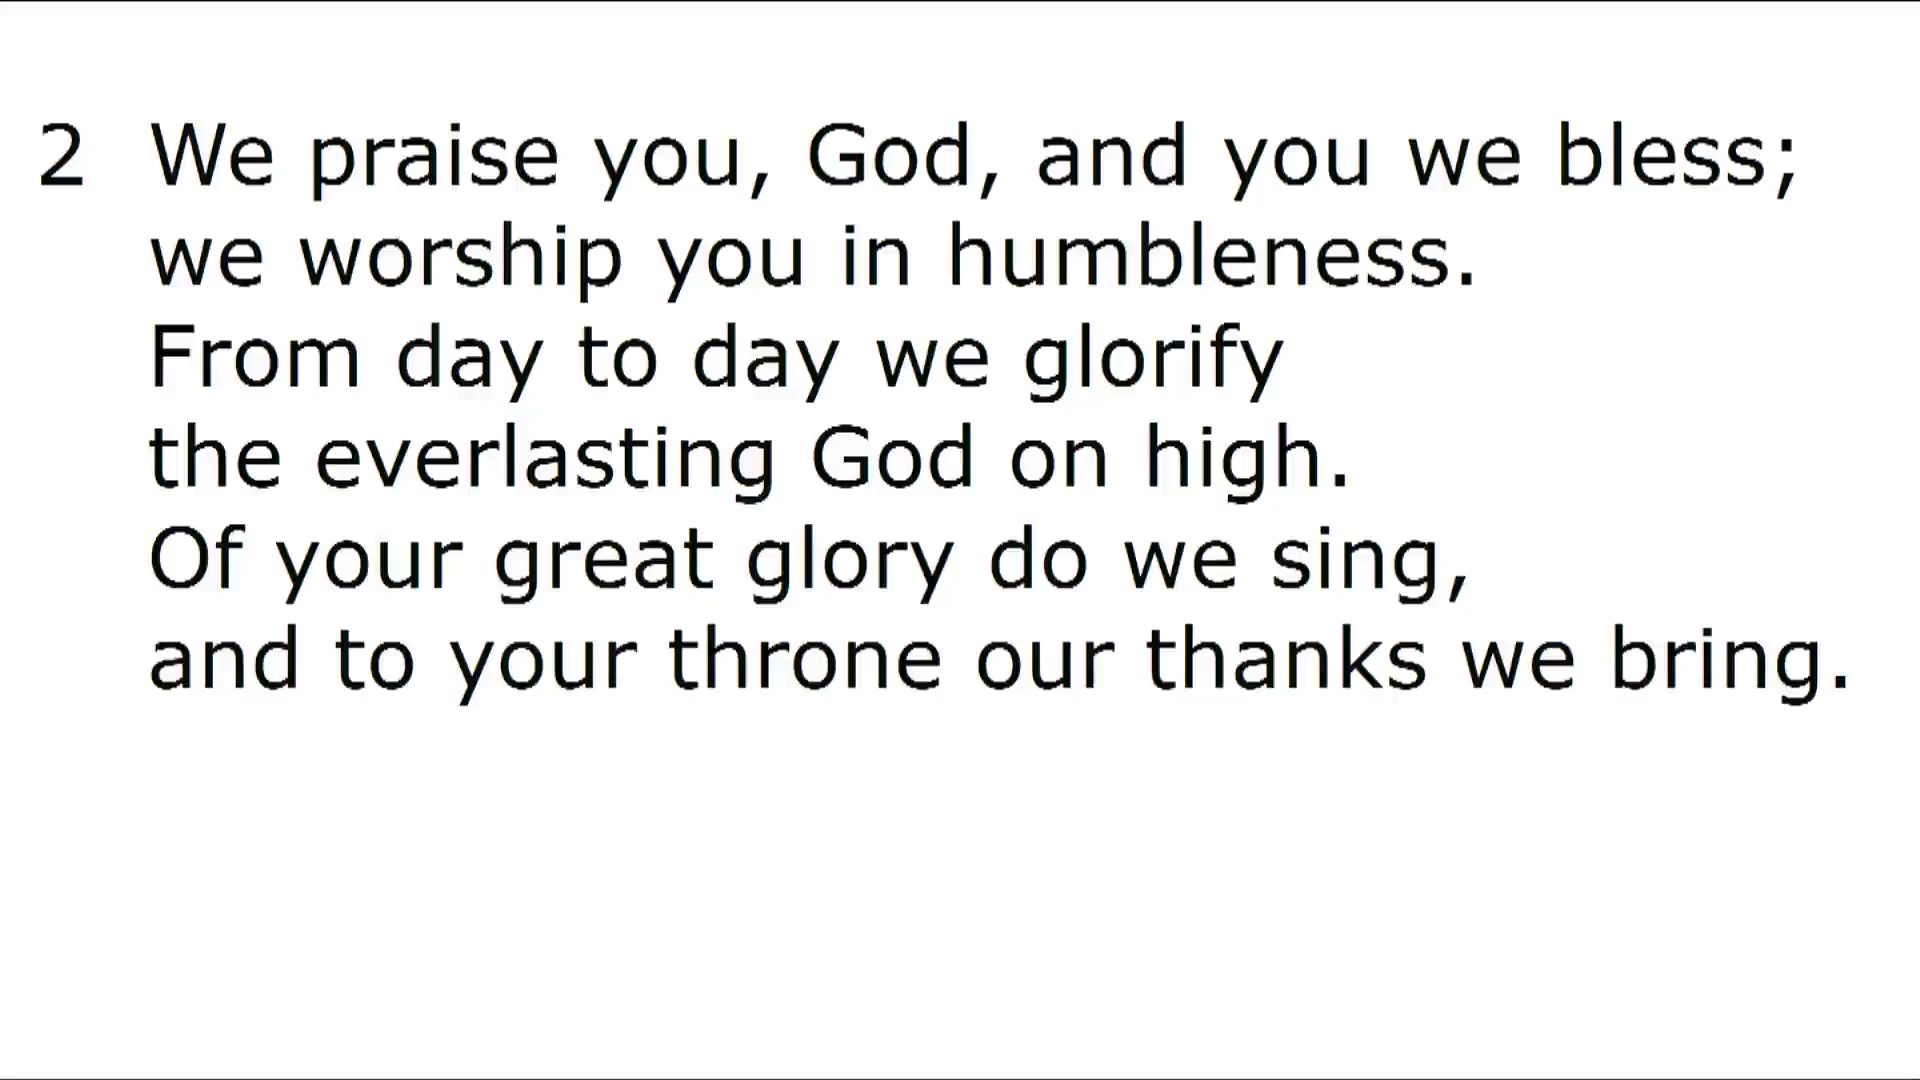 2 We praise you, God, and you we bless;
we worship you in humbleness.
From day to day we glorify
the everlasting God on high.
Of your great glory do we sing,
and to your throne our thanks we bring.